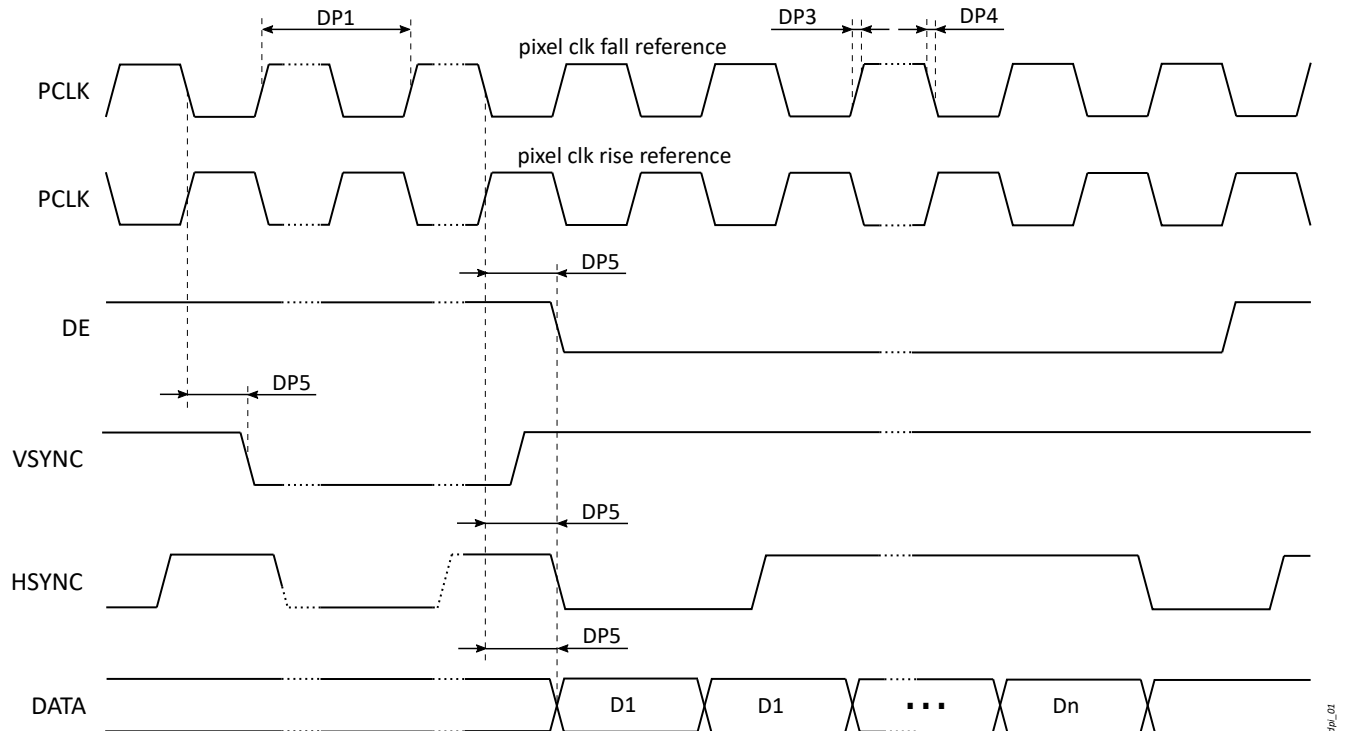 DP1
DP3
DP4
pixel clk fall reference
PCLK
pixel clk rise reference
PCLK
DP5
DE
DP5
VSYNC
DP5
HSYNC
DP5
DATA
D1
D1
...
Dn
dpi_01